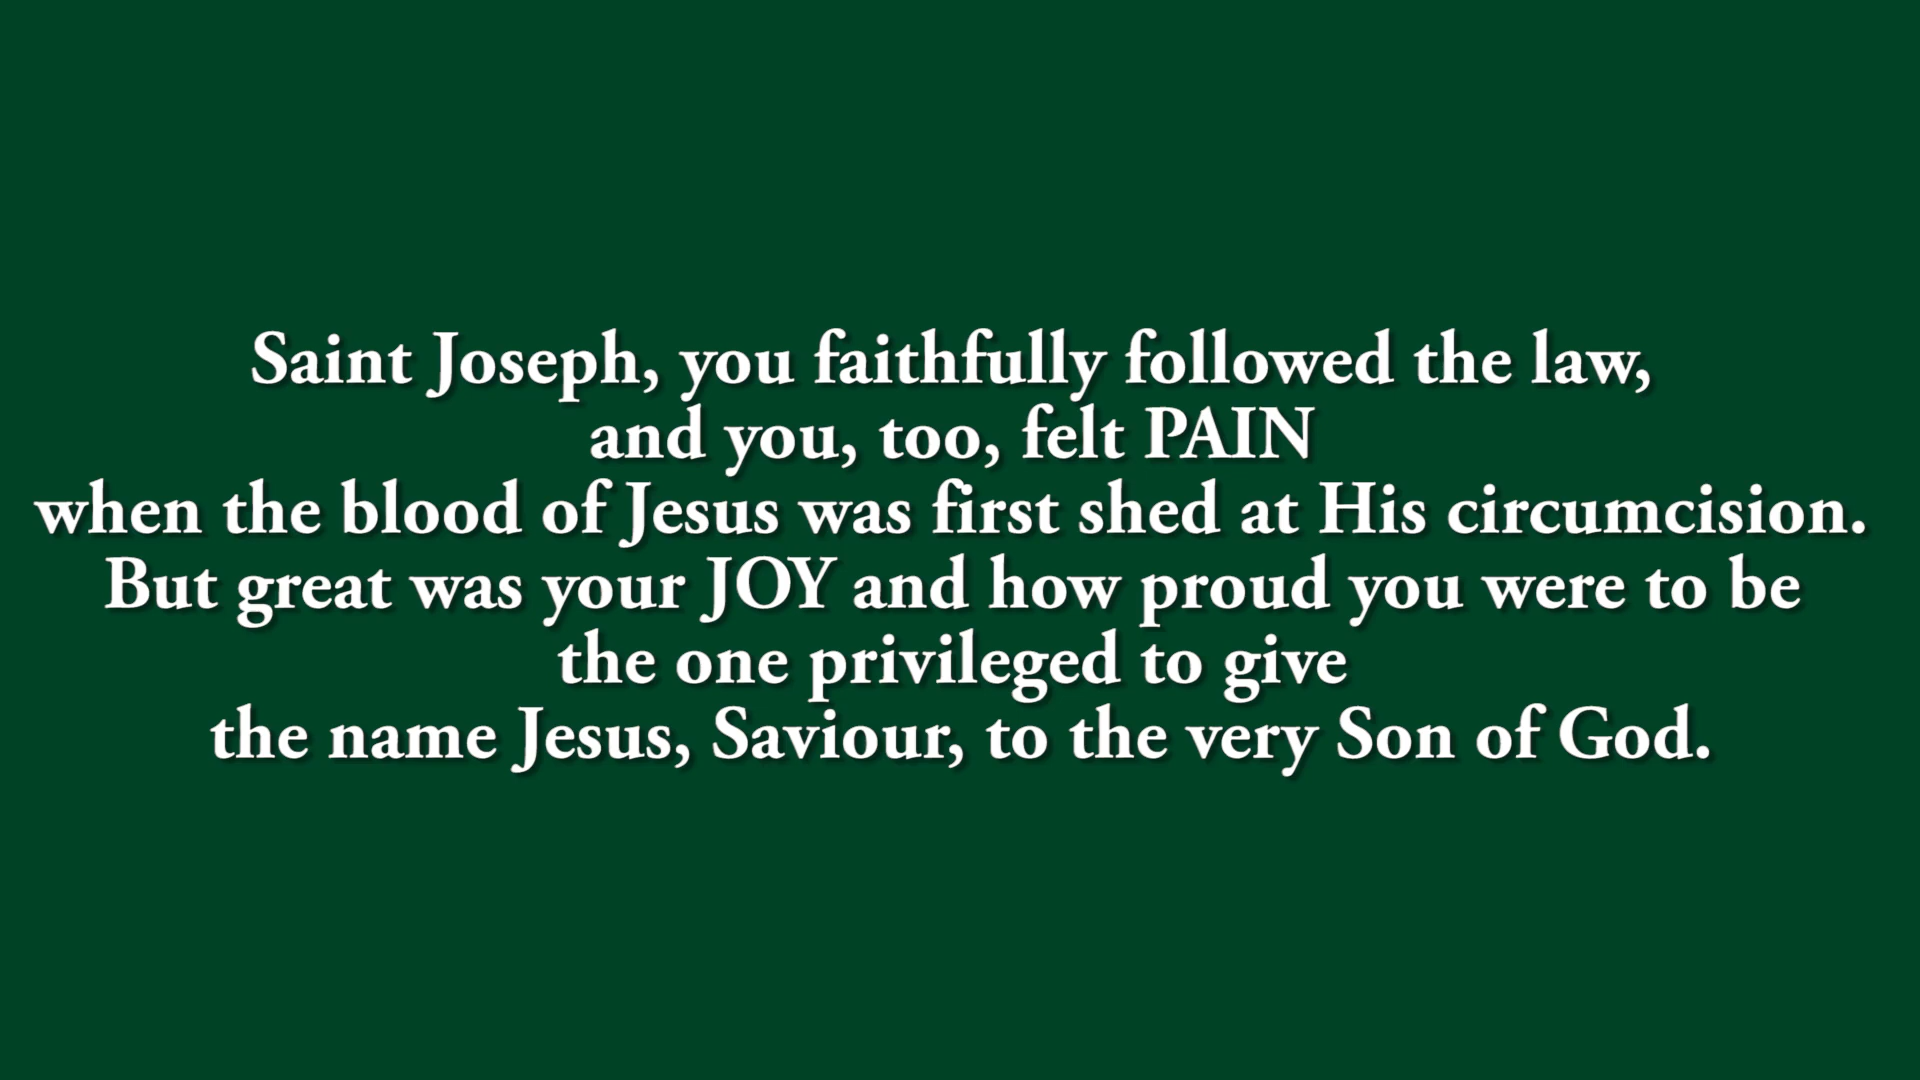 Saint Joseph, you faithfully followed the law,
and you, too, felt PAIN
when the blood of Jesus was first shed at His circumcision.
But great was your JOY and how proud you were to be
the one privileged to give
the name Jesus, Saviour, to the very Son of God.